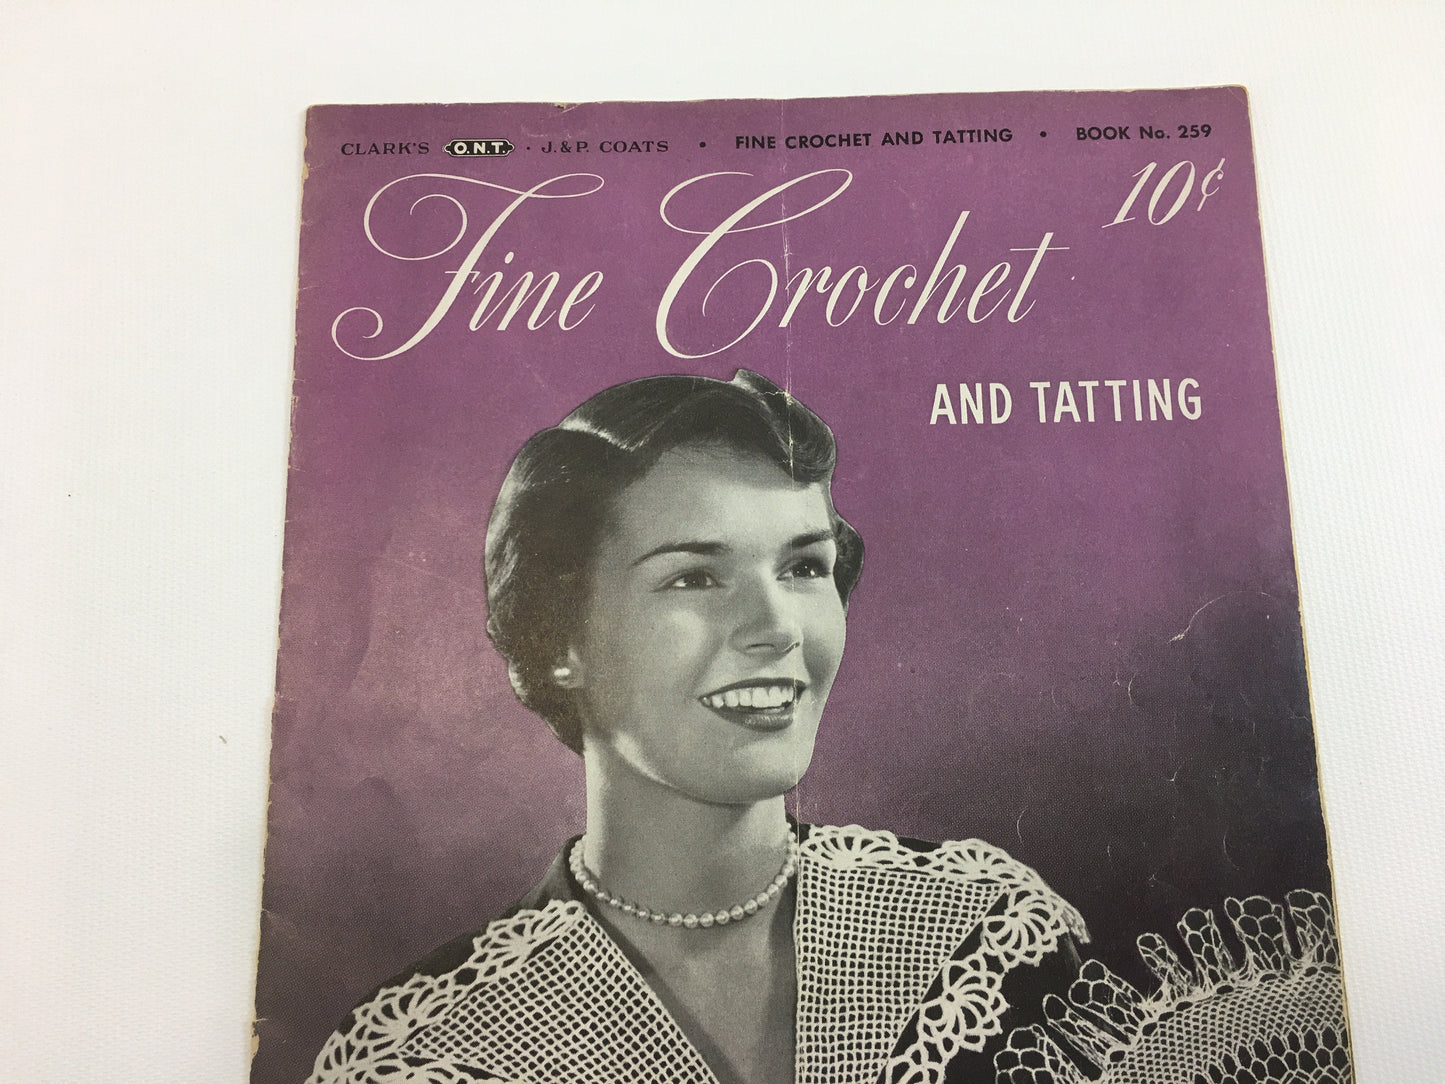 CLARK'S O.N.T. · J. & P. COATS • FINE CROCHET AND TATTING • BOOK No. 259
10¢
Fine Crochet
AND TATTING